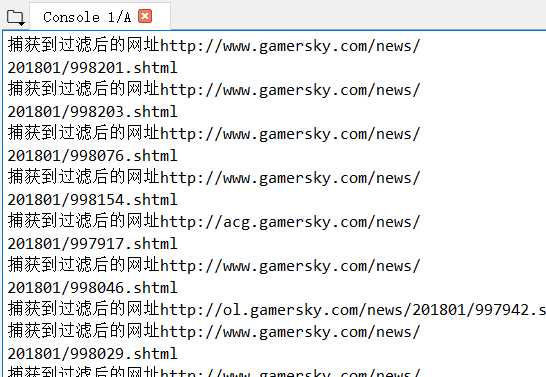 Console 1/A
捕获到过滤后的网址http://www.gamersky.com/news/
201801/998201.shtml
捕获到过滤后的网址http://www.gamersky.com/news/
201801/998203.shtml
捕获到过滤后的网址http://www.gamersky.com/news/
201801/998076.shtml
捕获到过滤后的网址http://www.gamersky.com/news/
201801/998154.shtml
捕获到过滤后的网址http://acg.gamersky.com/news/
201801/997917.shtml
捕获到过滤后的网址http://www.gamersky.com/news/
201801/998046.shtml
捕获到过滤后的网址http://ol.gamersky.com/news/201801/997942.s
捕获到过滤后的网址http://www.gamersky.com/news/
201801/998029.shtml
捕获到过滤后的网址http://www.gamersky.com/news/